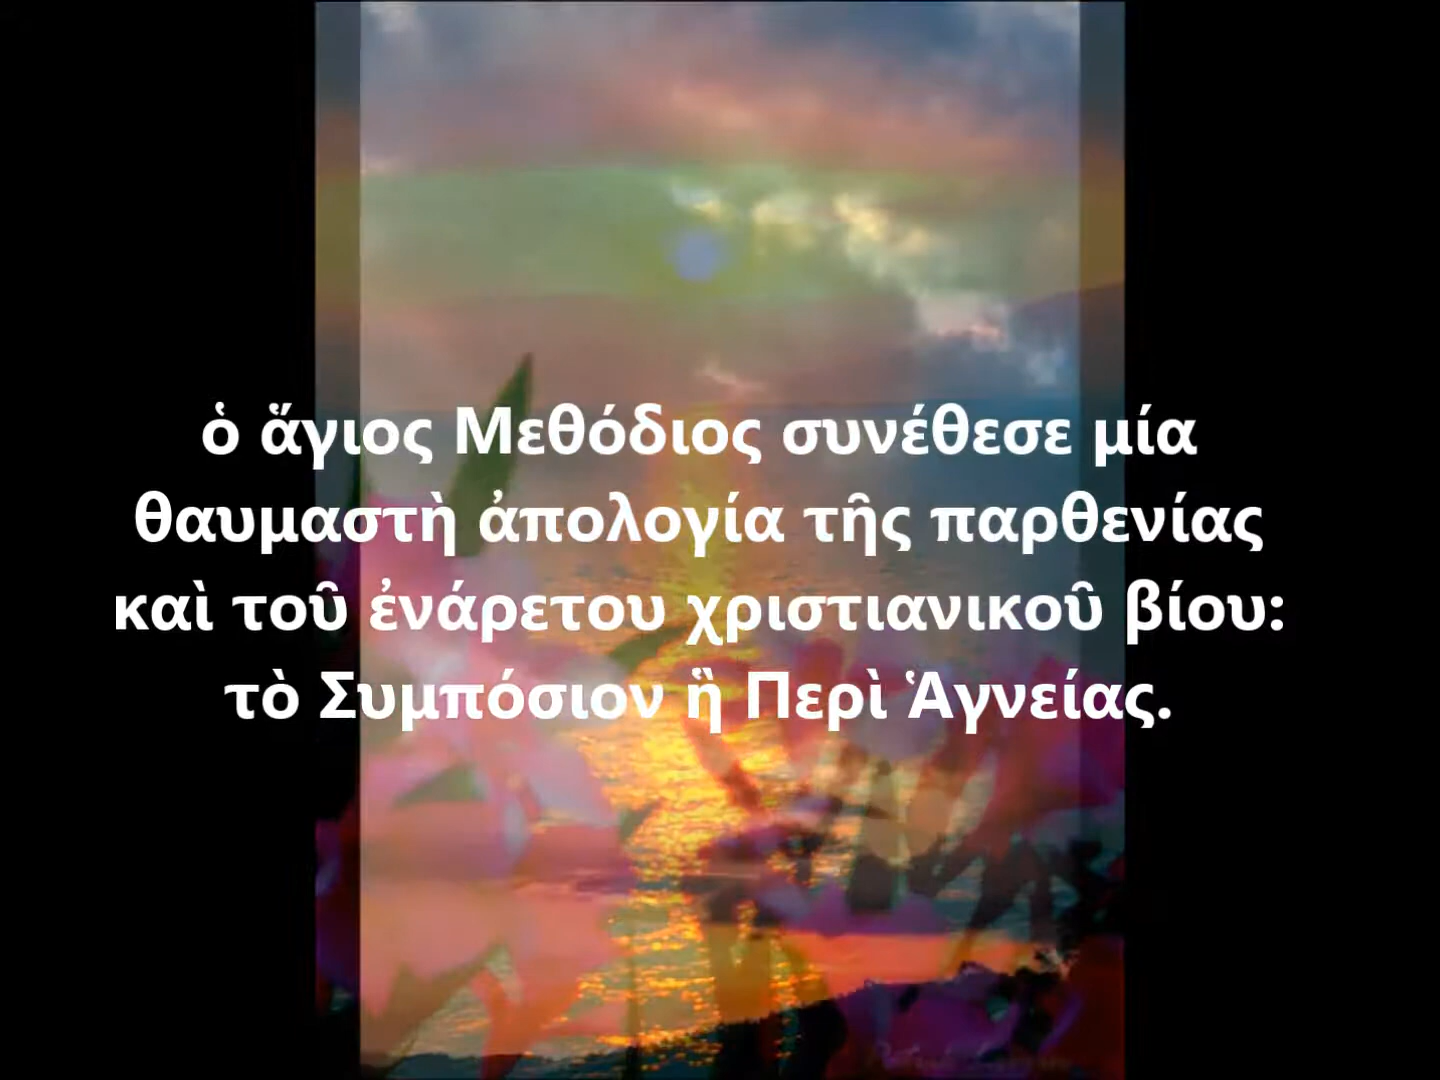 ὁ ἅγιος Μεθόδιος συνέθεσε μία
θαυμαστὴ ἀπολογία τῆς παρθενίας
καὶ τοῦ ἐνάρετου χριστιανικοῦ βίου:
τὸ Συμπόσιον ἢ Περὶ Ἁγνείας.